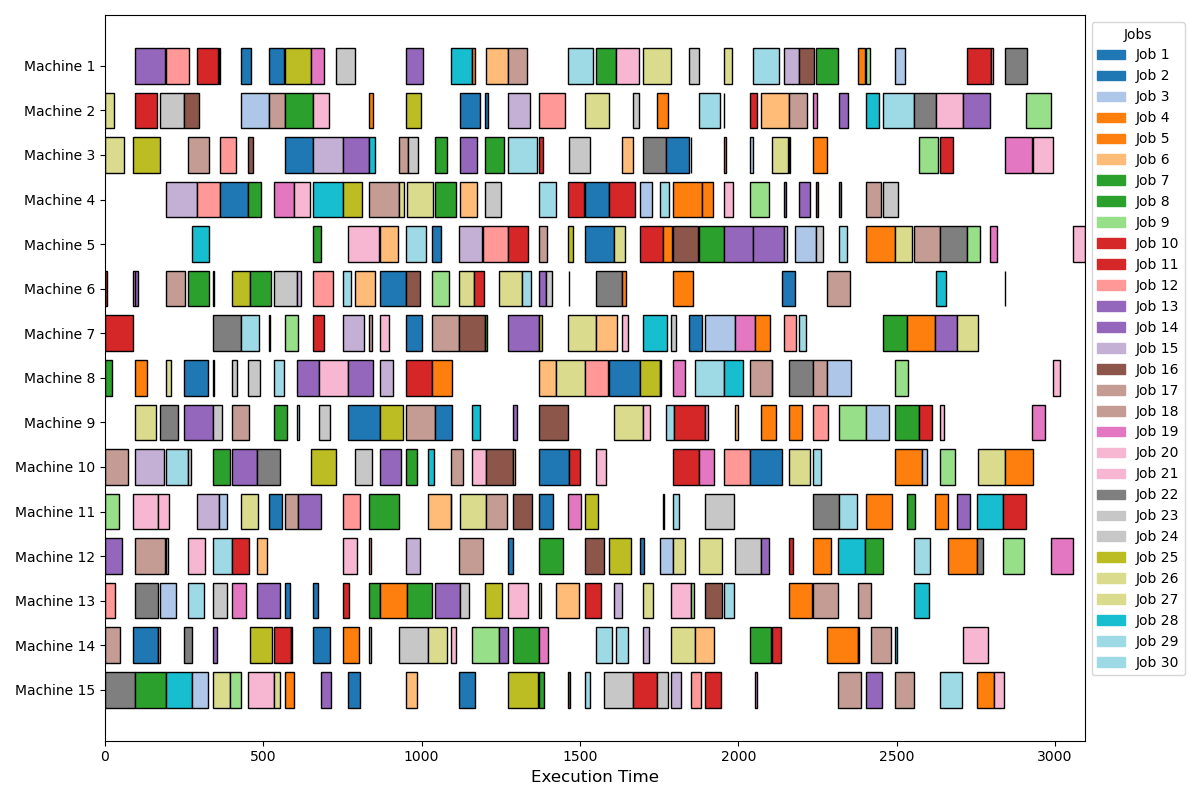 Machine 1
Machine 2
Machine 3
Machine 4
Machine 5
Machine 6
Machine 7
Machine 8
Machine 9
Machine 10
Machine 11
Machine 12
Machine 13
Machine 14
Machine 15
0 500 1000 1500 2000 2500 3000
Execution Time
Jobs
Job 1
Job 2
Job 3
Job 4
Job 5
Job 6
Job 7
Job 8
Job 9
Job 10
Job 11
Job 12
Job 13
Job 14
Job 15
Job 16
Job 17
Job 18
Job 19
Job 20
Job 21
Job 22
Job 23
Job 24
Job 25
Job 26
Job 27
Job 28
Job 29
Job 30